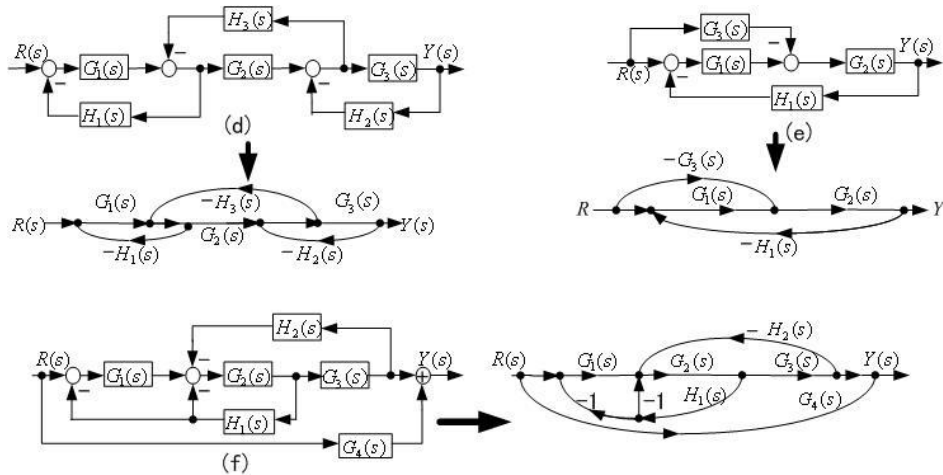 H₃(s)
R(s) G₁(s) − G₂(s) − G₃(s) Y(s)
−
H₁(s) H₂(s)
(d)
G₃(s)
− Y(s)
R(s) − G₁(s) G₂(s)
H₁(s)
(e)
G₁(s) −H₃(s) G₃(s)
R(s) Y(s)
−H₁(s) G₂(s) −H₂(s)
−G₃(s)
G₁(s) G₂(s)
R Y
−H₁(s)
H₂(s)
R(s) − Y(s)
G₁(s) G₂(s) G₃(s)
− −
H₁(s)
G₄(s)
(f)
− H₂(s)
R(s) G₁(s) G₂(s) G₃(s) Y(s)
−1 −1 H₁(s) G₄(s)